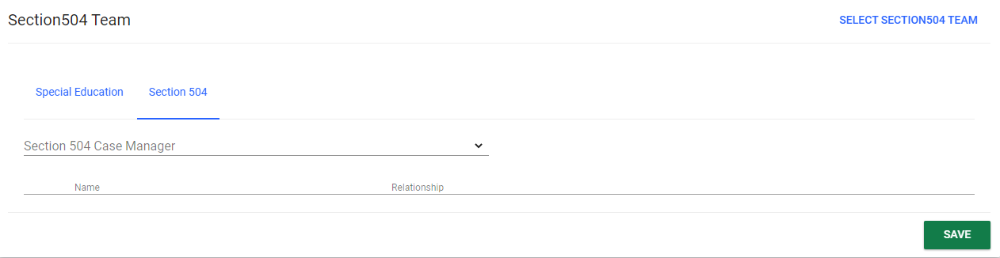 Section504 Team
SELECT SECTION504 TEAM
Special Education
Section 504
Section 504 Case Manager
Name
Relationship
SAVE